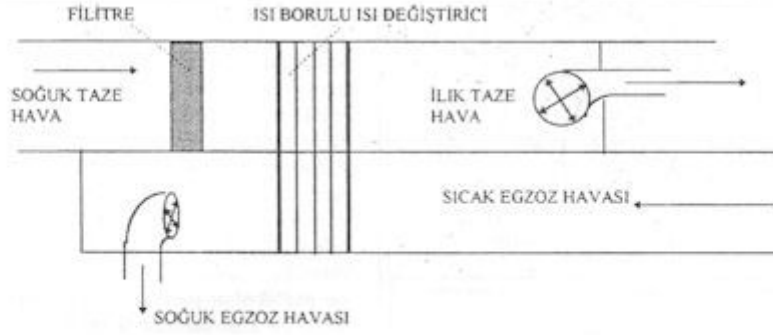 FİLİTRE
ISI BORULU ISI DEĞİŞTİRİCİ
SOĞUK TAZE
HAVA
İLIK TAZE
HAVA
SICAK EGZOZ HAVASI
SOĞUK EGZOZ HAVASI